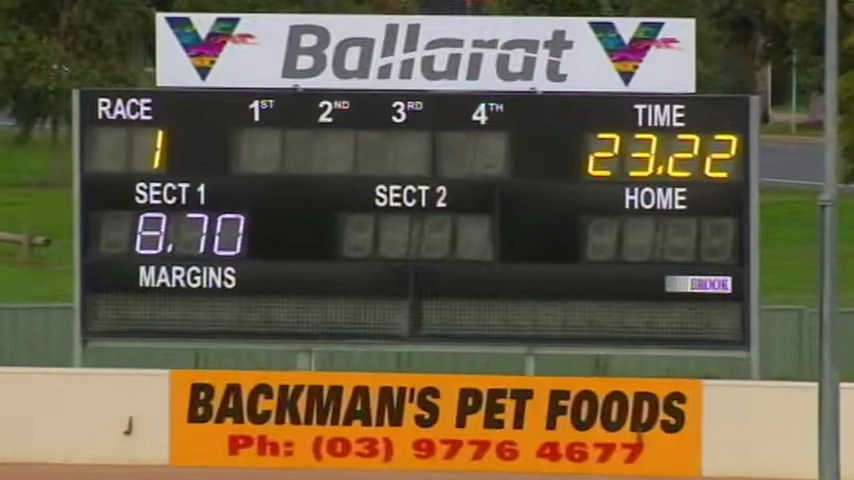 Ballarat
RACE 1ST 2ND 3RD 4TH TIME
1 23.22
SECT 1 SECT 2 HOME
8.70
MARGINS
BROOK
BACKMAN'S PET FOODS
Ph: (03) 9776 4677